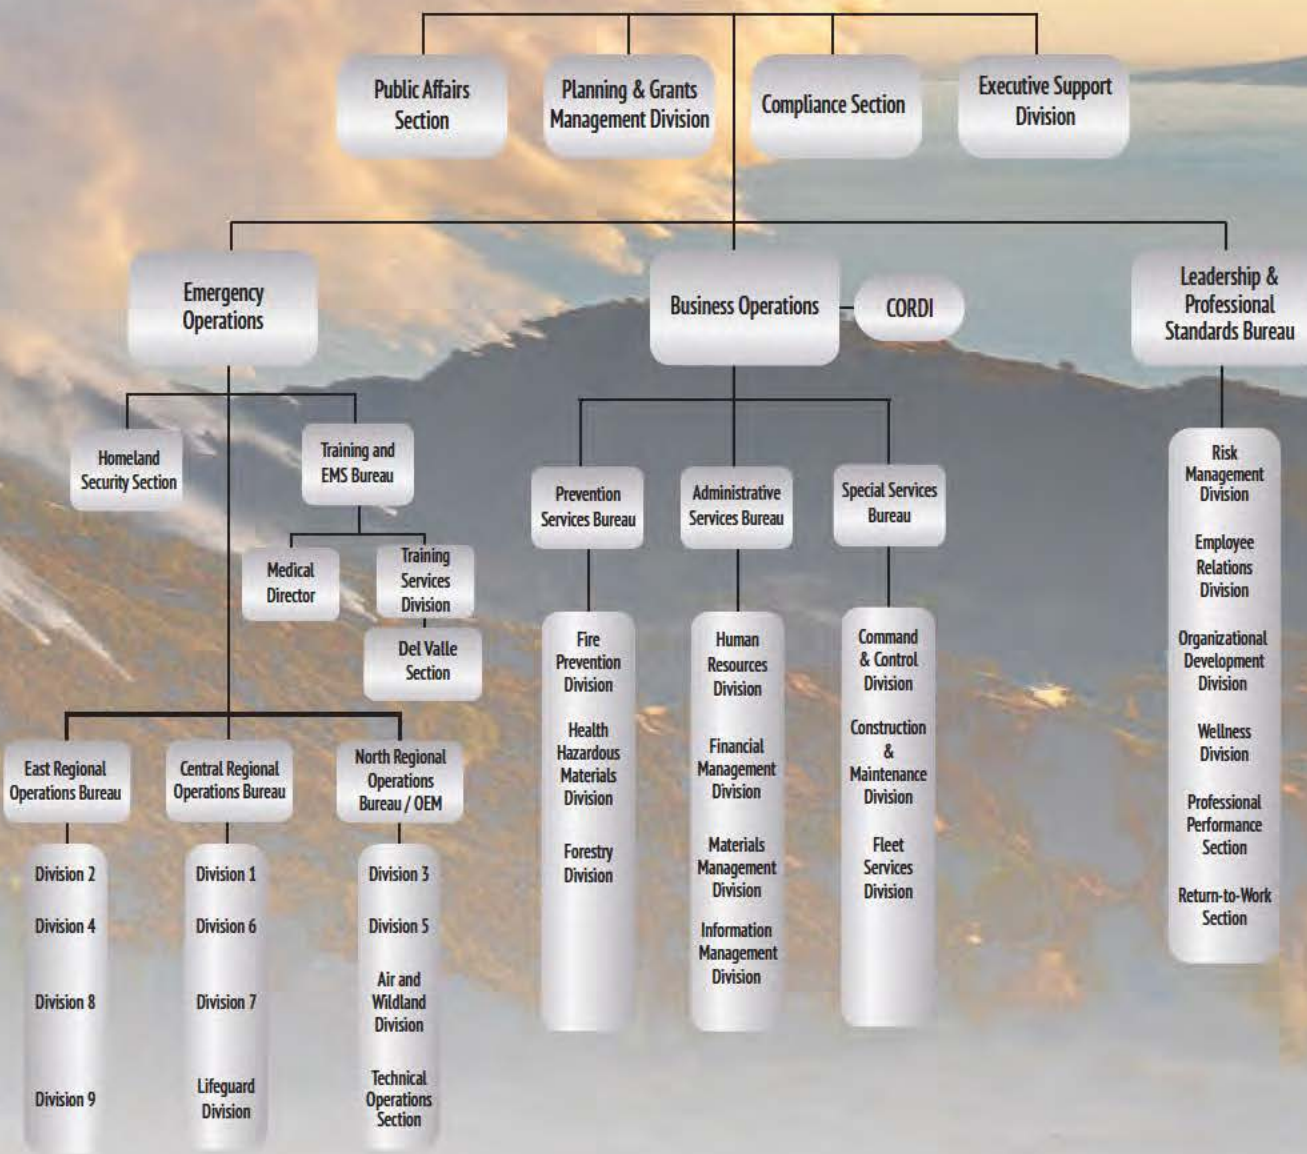 Public Affairs
Section
Planning & Grants
Management Division
Compliance Section
Executive Support
Division
Emergency
Operations
Business Operations
CORDI
Leadership &
Professional
Standards Bureau
Homeland
Security Section
Training and
EMS Bureau
Medical
Director
Training
Services
Division
Del Valle
Section
Prevention
Services Bureau
Administrative
Services Bureau
Special Services
Bureau
East Regional
Operations Bureau
Central Regional
Operations Bureau
North Regional
Operations
Bureau / OEM
Division 2
Division 4
Division 8
Division 9
Division 1
Division 6
Division 7
Lifeguard
Division
Division 3
Division 5
Air and
Wildland
Division
Technical
Operations
Section
Fire
Prevention
Division
Health
Hazardous
Materials
Division
Forestry
Division
Human
Resources
Division
Financial
Management
Division
Materials
Management
Division
Information
Management
Division
Command
& Control
Division
Construction
&
Maintenance
Division
Fleet
Services
Division
Risk
Management
Division
Employee
Relations
Division
Organizational
Development
Division
Wellness
Division
Professional
Performance
Section
Return-to-Work
Section